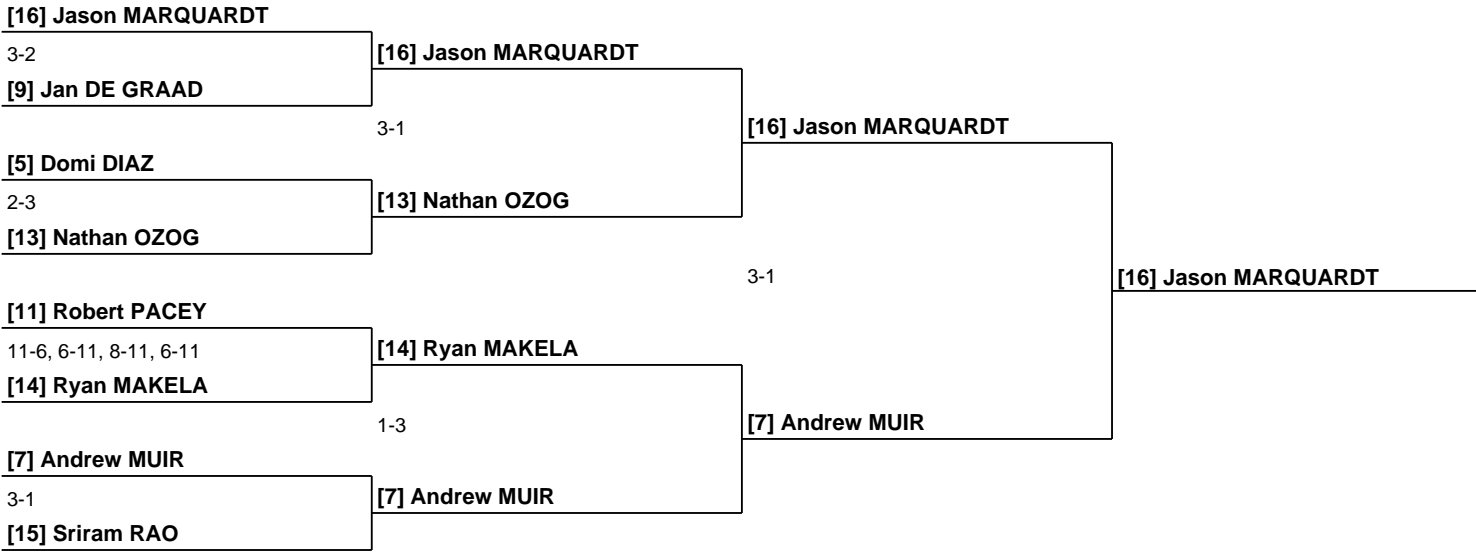 [16] Jason MARQUARDT
3-2
[16] Jason MARQUARDT
[9] Jan DE GRAAD
3-1
[16] Jason MARQUARDT
[5] Domi DIAZ
2-3
[13] Nathan OZOG
[13] Nathan OZOG
3-1
[16] Jason MARQUARDT
[11] Robert PACEY
11-6, 6-11, 8-11, 6-11
[14] Ryan MAKELA
[14] Ryan MAKELA
1-3
[7] Andrew MUIR
[7] Andrew MUIR
3-1
[7] Andrew MUIR
[15] Sriram RAO